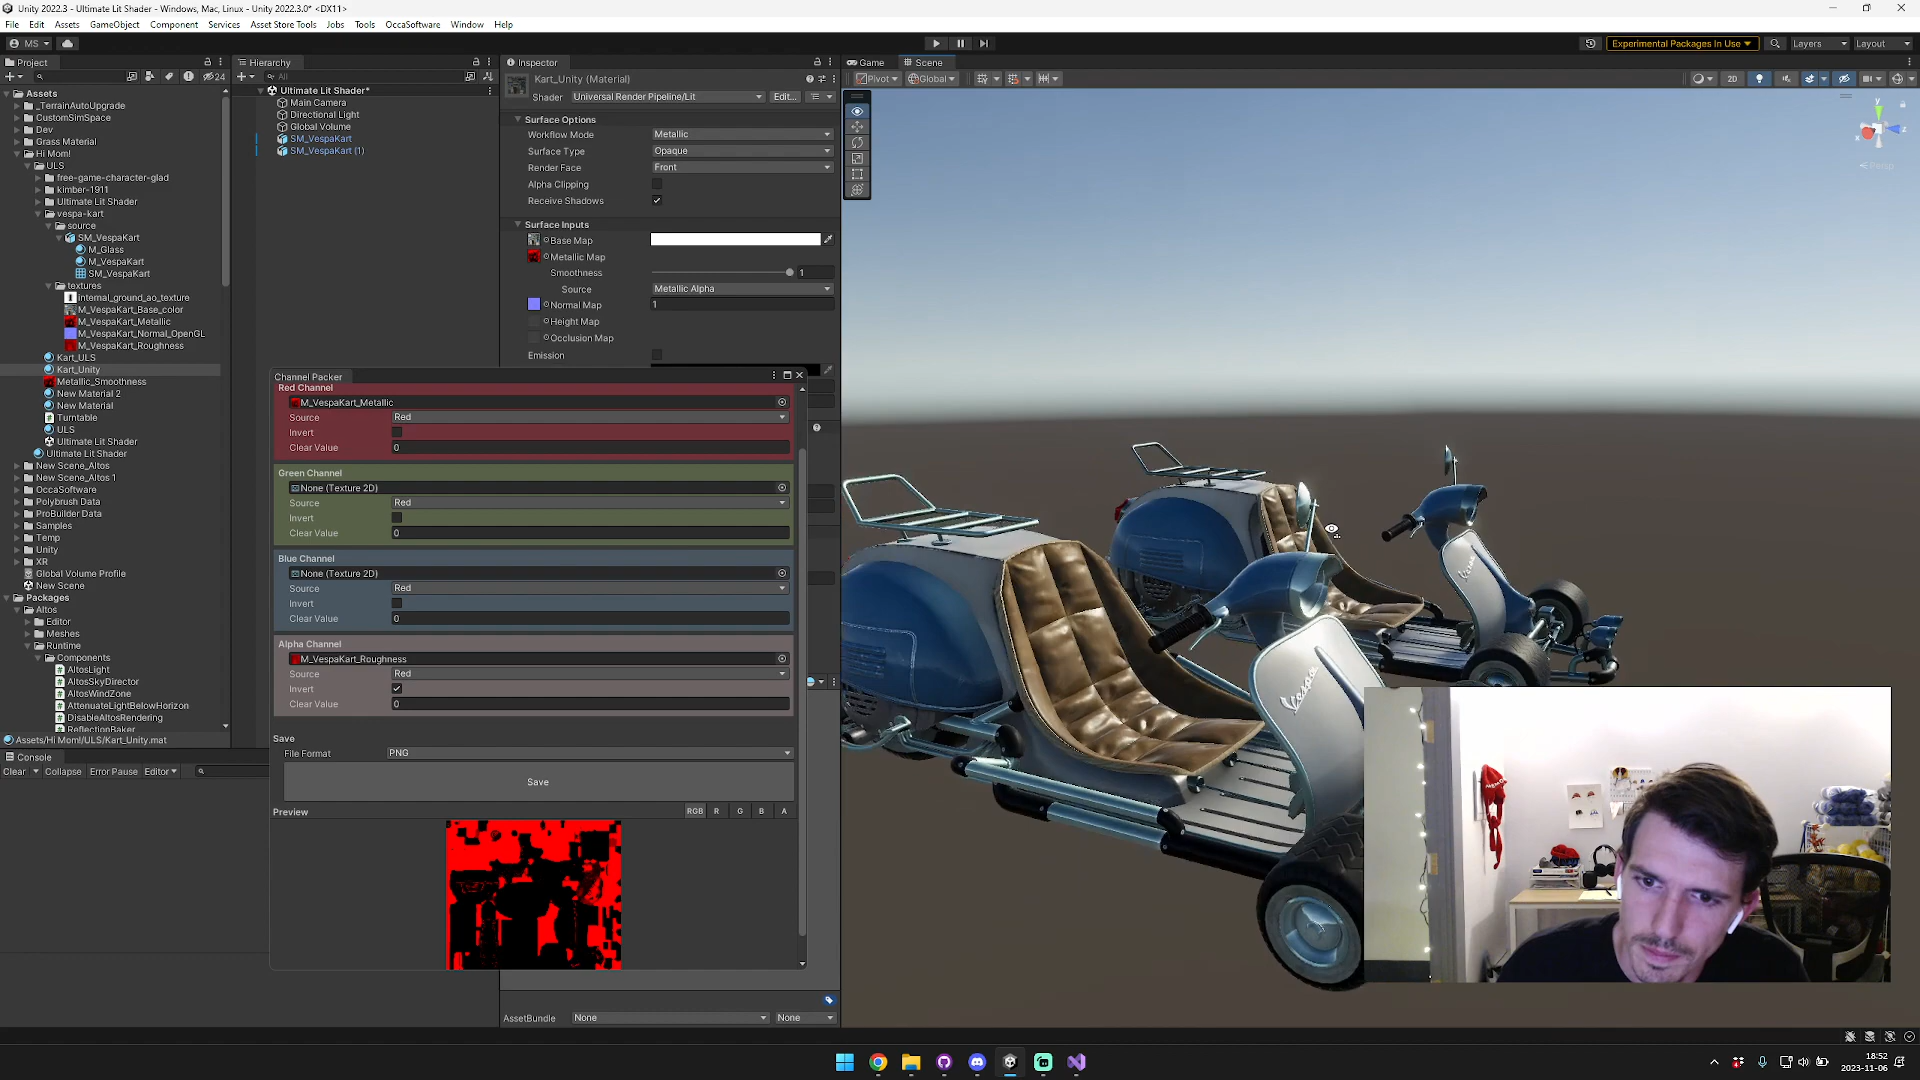 Unity 2022.3 - Ultimate Lit Shader - Windows, Mac, Linux - Unity 2022.3.0* <DX11>
File Edit Assets GameObject Component Services Asset Store Tools Jobs Tools OccaSoftware Window Help
MS
Experimental Packages In Use
Layers
Layout
Project
24
Assets
_TerrainAutoUpgrade
CustomSimSpace
Dev
Grass Material
Hi Mom!
ULS
free-game-character-glad
kimber-1911
Ultimate Lit Shader
vespa-kart
source
SM_VespaKart
M_Glass
M_VespaKart
SM_VespaKart
textures
internal_ground_ao_texture
M_VespaKart_Base_color
M_VespaKart_Metallic
M_VespaKart_Normal_OpenGL
M_VespaKart_Roughness
Kart_ULS
Kart_Unity
Metallic_Smoothness
New Material 2
New Material
Turntable
ULS
Ultimate Lit Shader
Ultimate Lit Shader
New Scene_Altos
New Scene_Altos 1
OccaSoftware
Polybrush Data
ProBuilder Data
Samples
Temp
Unity
XR
Global Volume Profile
New Scene
Packages
Altos
Editor
Meshes
Runtime
Components
AltosLight
AltosSkyDirector
AltosWindZone
AttenuateLightBelowHorizon
DisableAltosRendering
ReflectionBaker
Assets/Hi Mom!/ULS/Kart_Unity.mat
Console
Clear Collapse Error Pause Editor
Hierarchy
All
Ultimate Lit Shader*
Main Camera
Directional Light
Global Volume
SM_VespaKart
SM_VespaKart (1)
Inspector
Kart_Unity (Material)
Shader Universal Render Pipeline/Lit Edit...
Surface Options
Workflow Mode Metallic
Surface Type Opaque
Render Face Front
Alpha Clipping
Receive Shadows
Surface Inputs
Base Map
Metallic Map
Smoothness 1
Source Metallic Alpha
Normal Map 1
Height Map
Occlusion Map
Emission
Channel Packer
Red Channel
M_VespaKart_Metallic
Source Red
Invert
Clear Value 0
Green Channel
None (Texture 2D)
Source Red
Invert
Clear Value 0
Blue Channel
None (Texture 2D)
Source Red
Invert
Clear Value 0
Alpha Channel
M_VespaKart_Roughness
Source Red
Invert
Clear Value 0
Save
File Format PNG
Save
Preview RGB R G B A
AssetBundle None None
Game Scene
Pivot Global
2D
y
x
z
Persp
Vespa
Vespa
18:52
2023-11-06